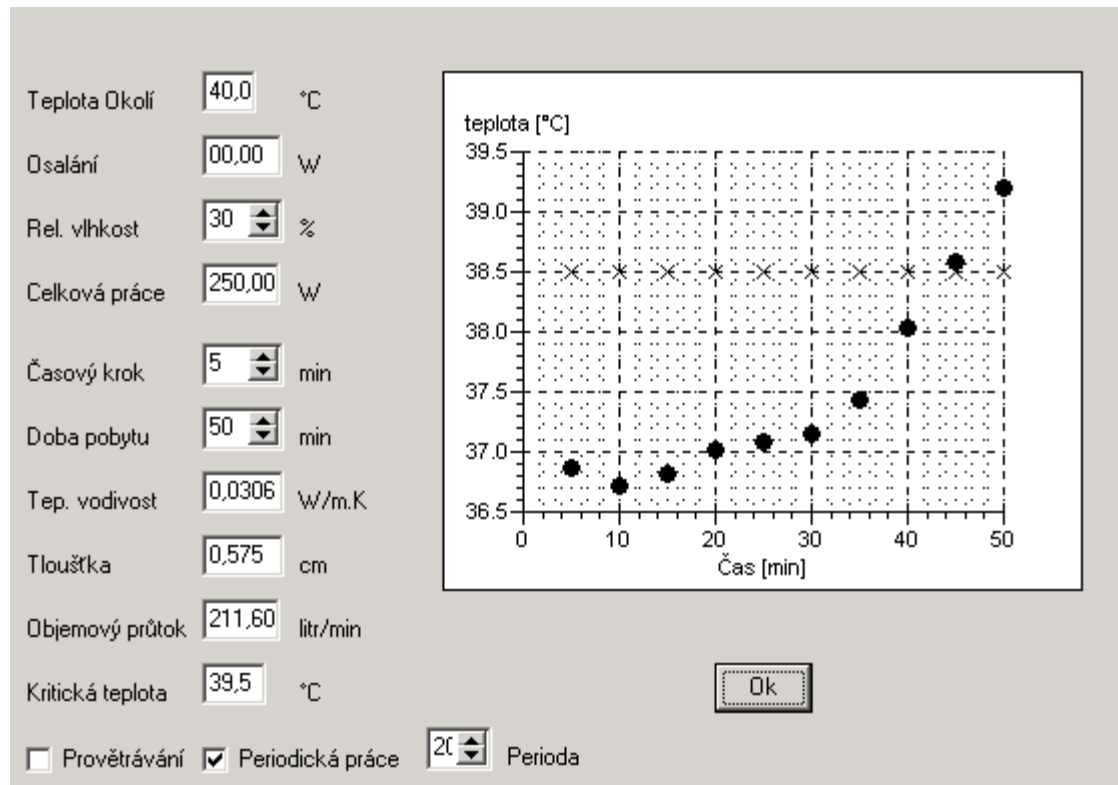 Teplota Okolí 40,0 °C
Osalání 00,00 W
Rel. vlhkost 30 %
Celková práce 250,00 W
Časový krok 5 min
Doba pobytu 50 min
Tep. vodivost 0,0306 W/m.K
Tloušťka 0,575 cm
Objemový průtok 211,60 litr/min
Kritická teplota 39,5 °C
Provětrávání Periodická práce 20 Perioda
teplota [°C]
39.5
39.0
38.5
38.0
37.5
37.0
36.5
0 10 20 30 40 50
Čas [min]
Ok